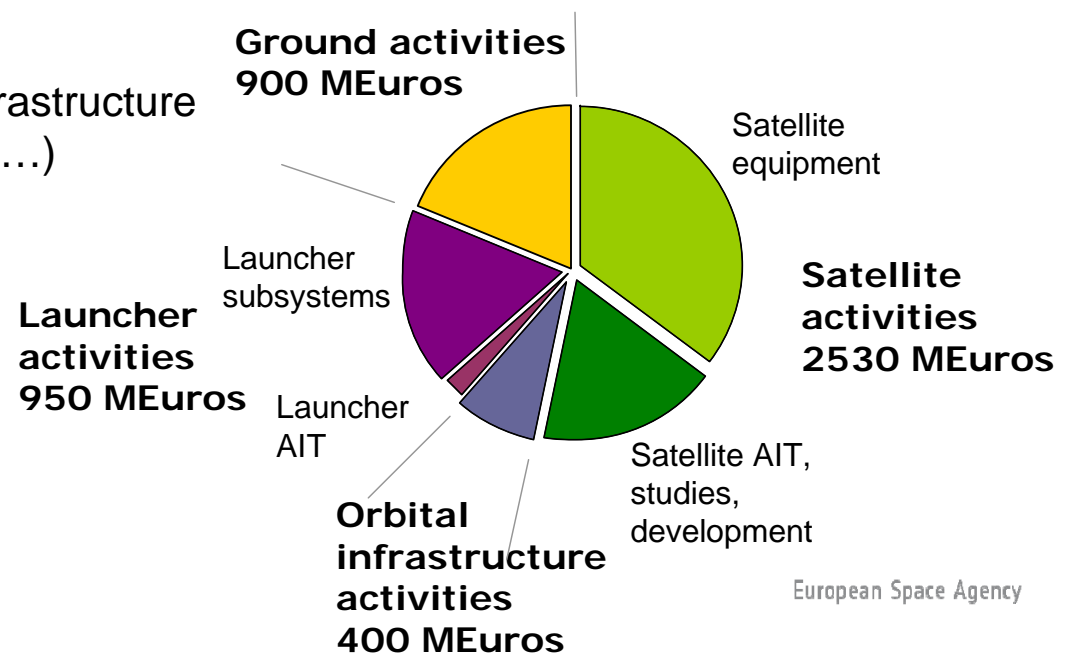 Ground activities
900 MEuros
rastructure
…)
Satellite
equipment
Launcher
subsystems
Satellite
activities
2530 MEuros
Launcher
activities
950 MEuros
Launcher
AIT
Satellite AIT,
studies,
development
Orbital
infrastructure
activities
400 MEuros
European Space Agency